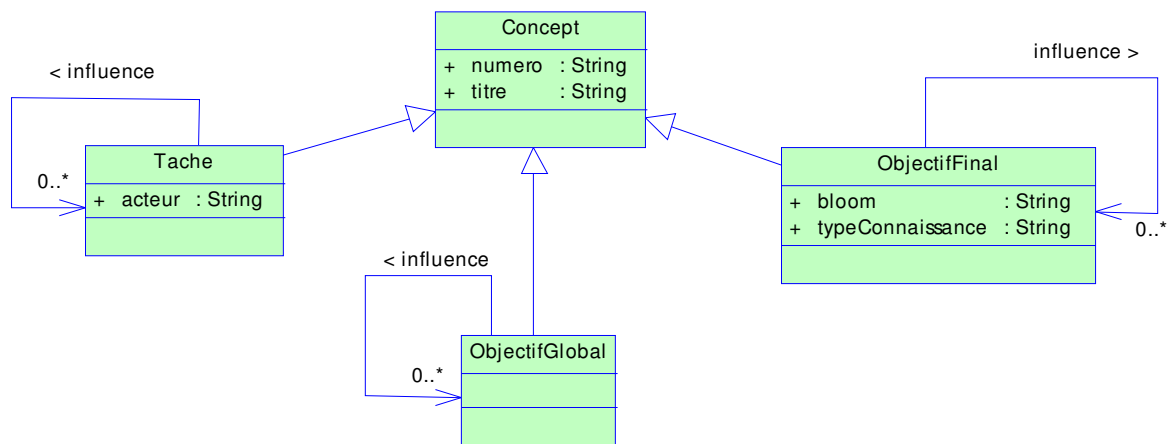 Concept
+ numero : String
+ titre : String
< influence
Tache
+ acteur : String
0..*
influence >
ObjectifFinal
+ bloom : String
+ typeConnaissance : String
0..*
< influence
ObjectifGlobal
0..*